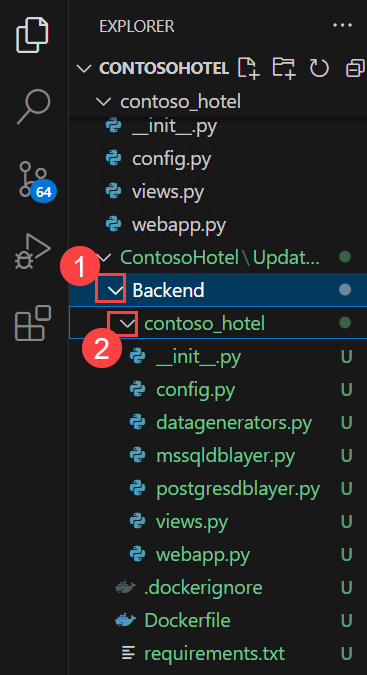 EXPLORER ...
CONTOSOHOTEL
contoso_hotel
__init__.py
config.py
views.py
webapp.py
64
1
ContosoHotel\Updat...
Backend
2
contoso_hotel
__init__.py U
config.py U
datagenerators.py U
mssqldblayer.py U
postgresdblayer.py U
views.py U
webapp.py U
.dockerignore U
Dockerfile U
requirements.txt U